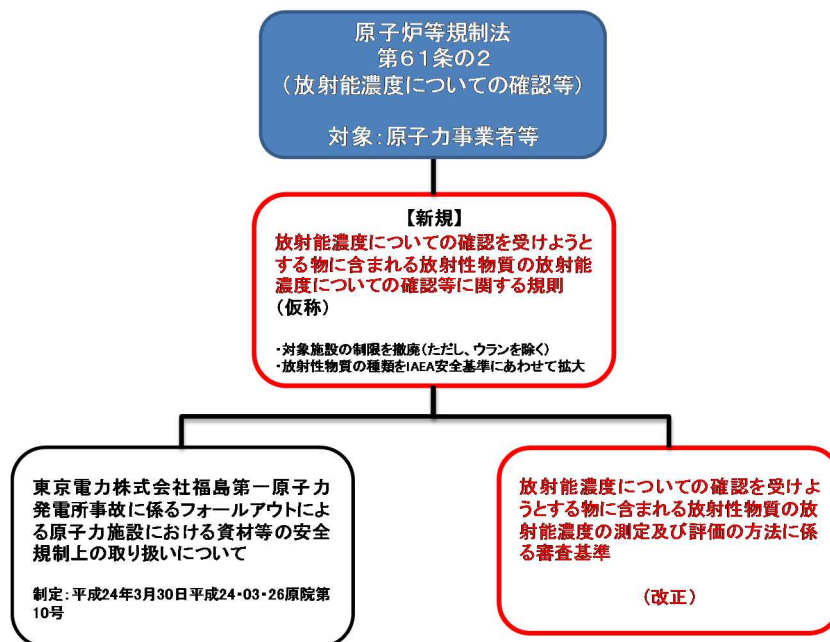 原子炉等規制法
第61条の2
(放射能濃度についての確認等)
対象:原子力事業者等
【新規】
放射能濃度についての確認を受けようと
する物に含まれる放射性物質の放射能
濃度についての確認等に関する規則
(仮称)
・対象施設の制限を撤廃(ただし、ウランを除く)
・放射性物質の種類をIAEA安全基準にあわせて拡大
東京電力株式会社福島第一原子力
発電所事故に係るフォールアウトによ
る原子力施設における資材等の安全
規制上の取り扱いについて
制定:平成24年3月30日平成24・03・26原院第
10号
放射能濃度についての確認を受けよ
うとする物に含まれる放射性物質の放
射能濃度の測定及び評価の方法に係
る審査基準
(改正)